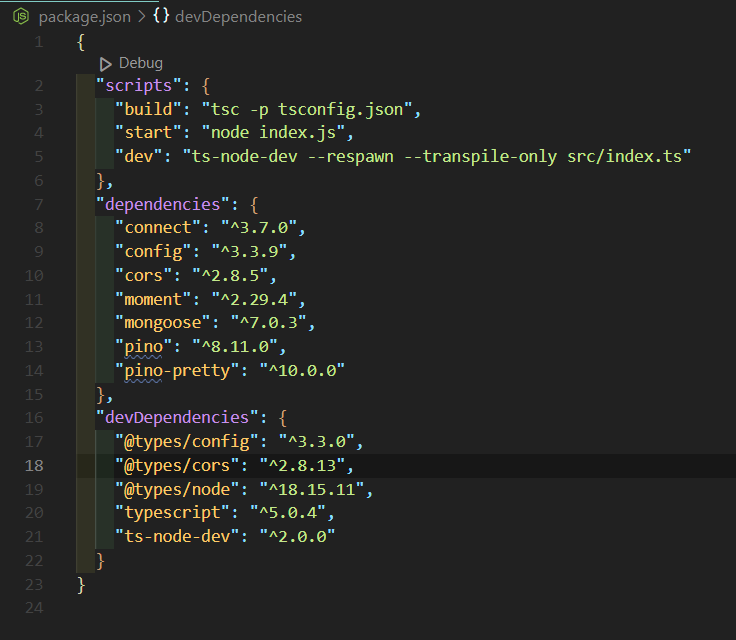 package.json > {} devDependencies
1 {
Debug
2 "scripts": {
3 "build": "tsc -p tsconfig.json",
4 "start": "node index.js",
5 "dev": "ts-node-dev --respawn --transpile-only src/index.ts"
6 },
7 "dependencies": {
8 "connect": "^3.7.0",
9 "config": "^3.3.9",
10 "cors": "^2.8.5",
11 "moment": "^2.29.4",
12 "mongoose": "^7.0.3",
13 "pino": "^8.11.0",
14 "pino-pretty": "^10.0.0"
15 },
16 "devDependencies": {
17 "@types/config": "^3.3.0",
18 "@types/cors": "^2.8.13",
19 "@types/node": "^18.15.11",
20 "typescript": "^5.0.4",
21 "ts-node-dev": "^2.0.0"
22 }
23 }
24